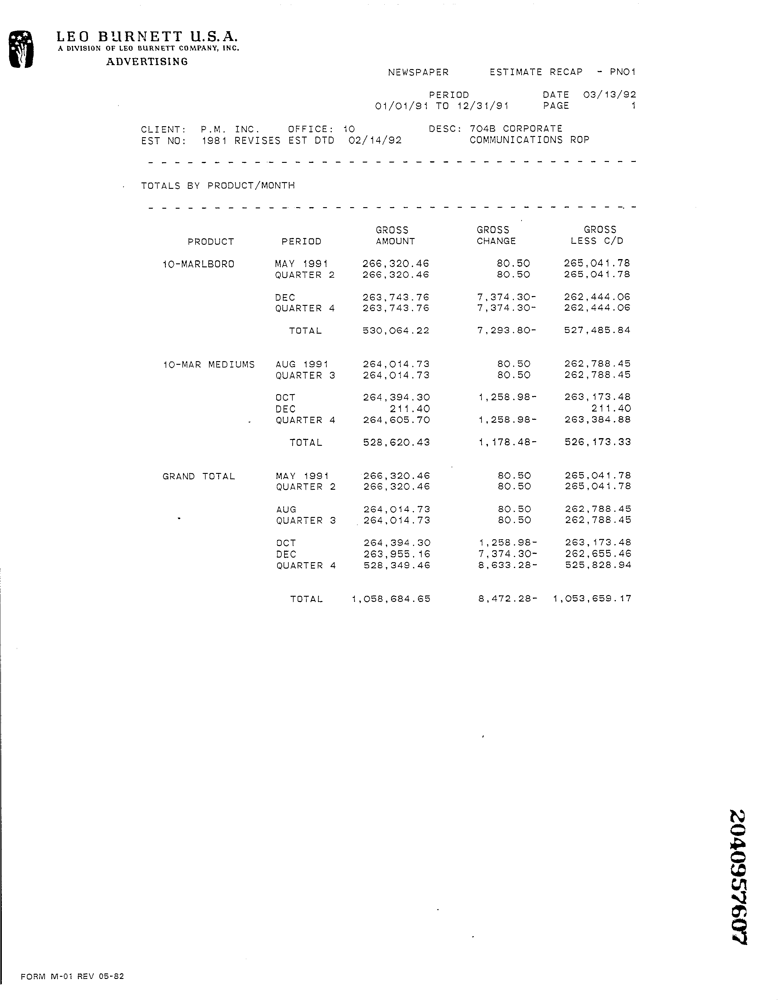 LEO BURNETT U.S.A.
A DIVISION OF LEO BURNETT COMPANY, INC.
ADVERTISING
NEWSPAPER ESTIMATE RECAP - PNO1
PERIOD DATE 03/13/92
01/01/91 TO 12/31/91 PAGE 1
CLIENT: P.M. INC. OFFICE: 10 DESC: 704B CORPORATE
EST NO: 1981 REVISES EST DTD 02/14/92 COMMUNICATIONS ROP
- - - - - - - - - - - - - - - - - - - - - - - - - - - - - - - - - - - - - -
TOTALS BY PRODUCT/MONTH
- - - - - - - - - - - - - - - - - - - - - - - - - - - - - - - - - - - - - -
GROSS GROSS GROSS
PRODUCT PERIOD AMOUNT CHANGE LESS C/D
10-MARLBORO MAY 1991 266,320.46 80.50 265,041.78
QUARTER 2 266,320.46 80.50 265,041.78
DEC 263,743.76 7,374.30- 262,444.06
QUARTER 4 263,743.76 7,374.30- 262,444.06
TOTAL 530,064.22 7,293.80- 527,485.84
10-MAR MEDIUMS AUG 1991 264,014.73 80.50 262,788.45
QUARTER 3 264,014.73 80.50 262,788.45
OCT 264,394.30 1,258.98- 263,173.48
DEC 211.40 211.40
QUARTER 4 264,605.70 1,258.98- 263,384.88
TOTAL 528,620.43 1,178.48- 526,173.33
GRAND TOTAL MAY 1991 266,320.46 80.50 265,041.78
QUARTER 2 266,320.46 80.50 265,041.78
AUG 264,014.73 80.50 262,788.45
QUARTER 3 264,014.73 80.50 262,788.45
OCT 264,394.30 1,258.98- 263,173.48
DEC 263,955.16 7,374.30- 262,655.46
QUARTER 4 528,349.46 8,633.28- 525,828.94
TOTAL 1,058,684.65 8,472.28- 1,053,659.17
2040957607
FORM M-01 REV 05-82